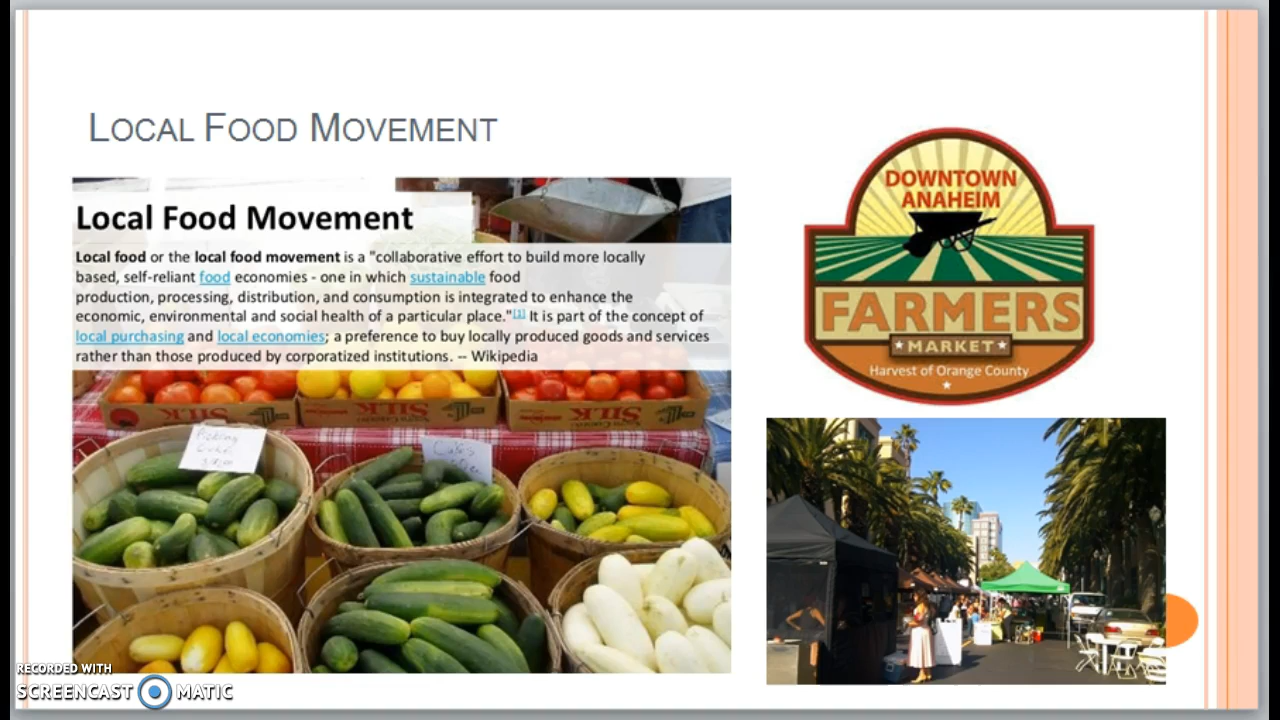 LOCAL FOOD MOVEMENT
Local Food Movement
Local food or the local food movement is a "collaborative effort to build more locally
based, self-reliant food economies - one in which sustainable food
production, processing, distribution, and consumption is integrated to enhance the
economic, environmental and social health of a particular place."[1] It is part of the concept of
local purchasing and local economies; a preference to buy locally produced goods and services
rather than those produced by corporatized institutions. -- Wikipedia
SILK
SILK
SILK
Pickling
DOWNTOWN
ANAHEIM
FARMERS
MARKET
Harvest of Orange County
RECORDED WITH
SCREENCAST MATIC